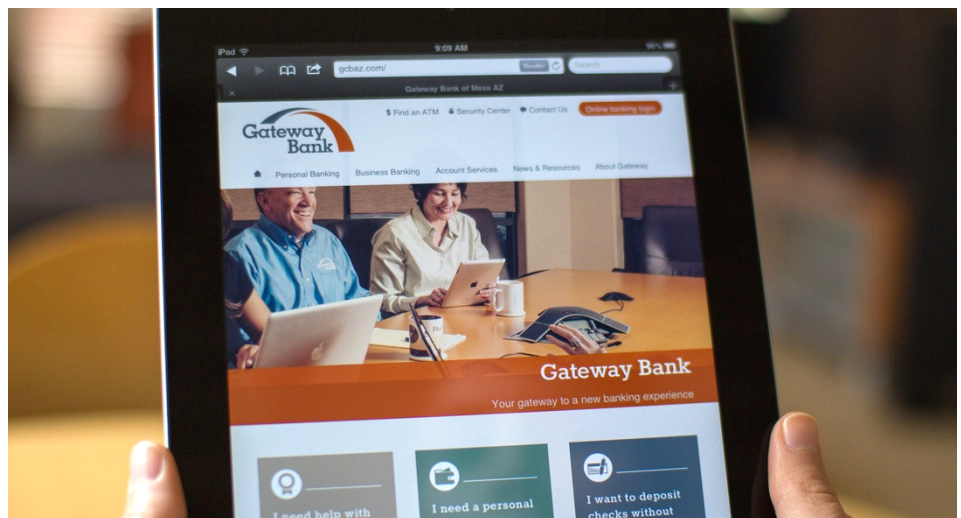 iPad
9:09 AM
gcbaz.com/
Reader
Search
Gateway Bank of Mesa AZ
$ Find an ATM
Security Center
Contact Us
Online banking login
Gateway
Bank
Personal Banking
Business Banking
Account Services
News & Resources
About Gateway
Gateway Bank
Your gateway to a new banking experience
I need help with
I need a personal
I want to deposit
checks without